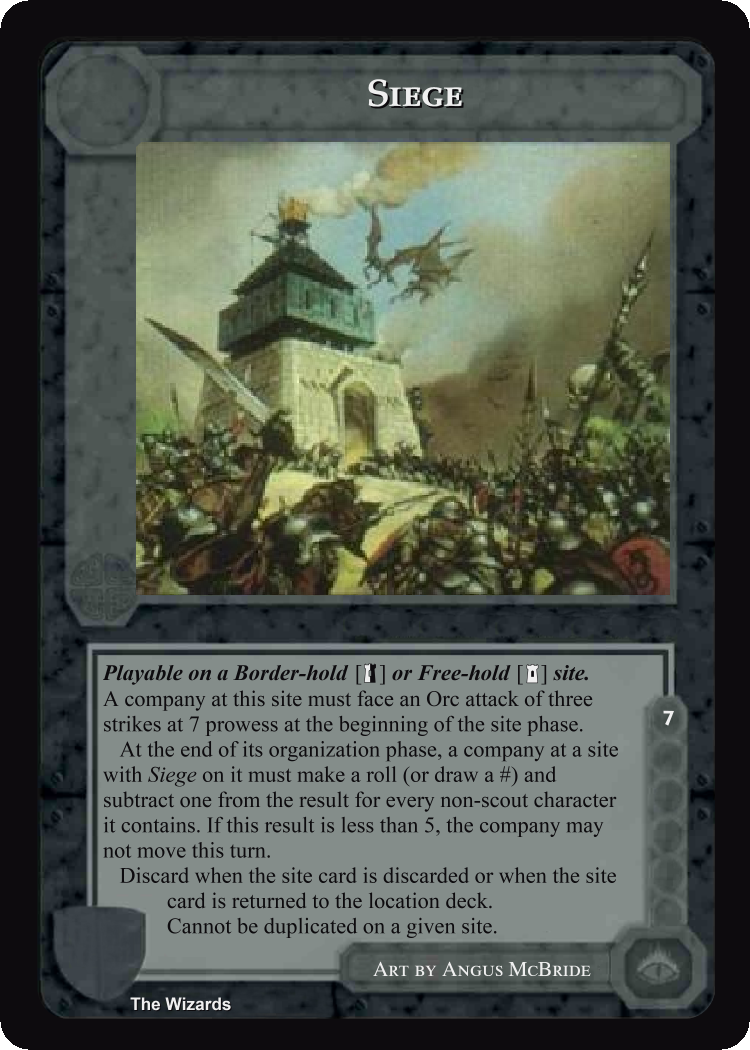 Siege
Playable on a Border-hold [] or Free-hold [] site.
A company at this site must face an Orc attack of three
strikes at 7 prowess at the beginning of the site phase.
At the end of its organization phase, a company at a site
with Siege on it must make a roll (or draw a #) and
subtract one from the result for every non-scout character
it contains. If this result is less than 5, the company may
not move this turn.
Discard when the site card is discarded or when the site
card is returned to the location deck.
Cannot be duplicated on a given site.
7
Art by Angus McBride
The Wizards